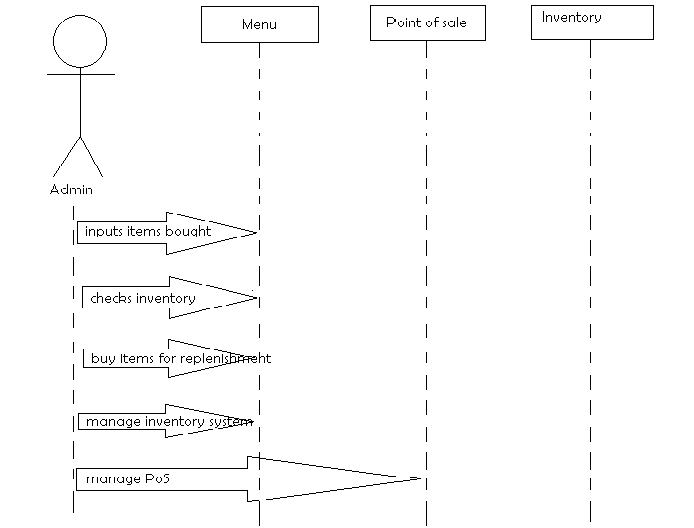 Menu
Point of sale
Inventory
Admin
inputs items bought
checks inventory
buy items for replenishment
manage inventory system
manage PoS